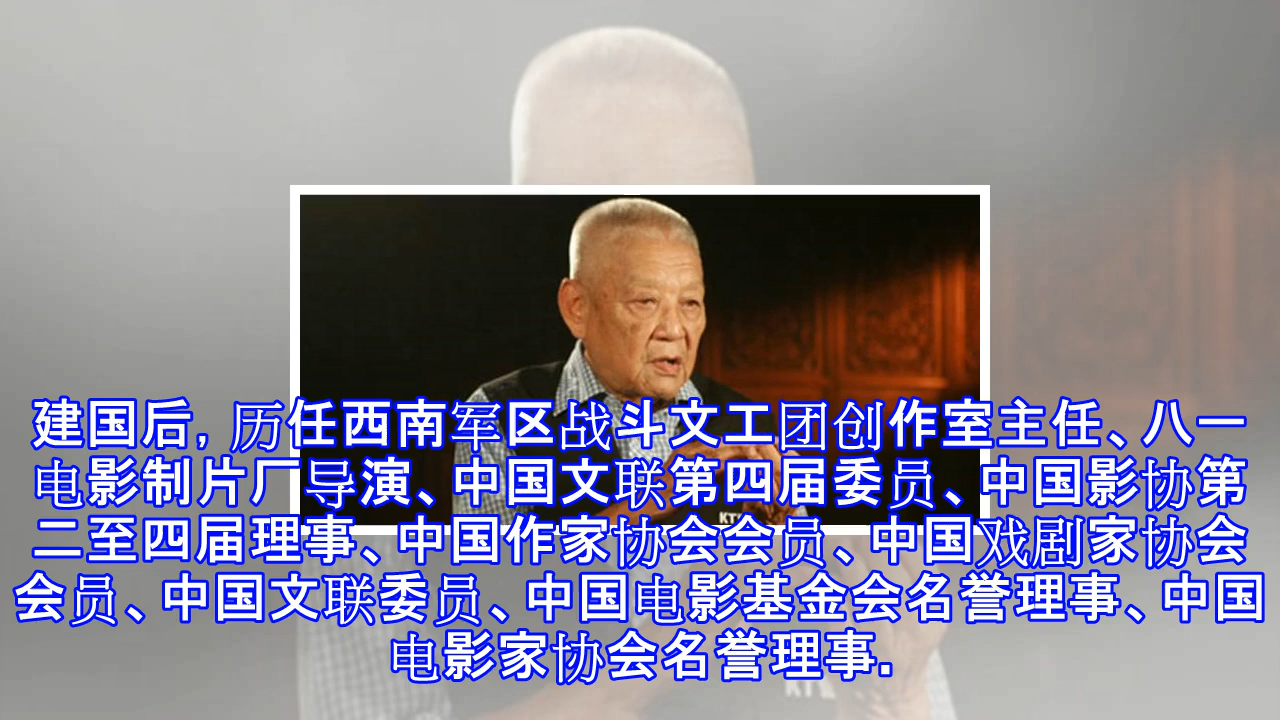 建国后, 历任西南军区战斗文工团创作室主任、八一
电影制片厂导演、中国文联第四届委员、中国影协第
二至四届理事、中国作家协会会员、中国戏剧家协会
会员、中国文联委员、中国电影基金会名誉理事、中国
电影家协会名誉理事.